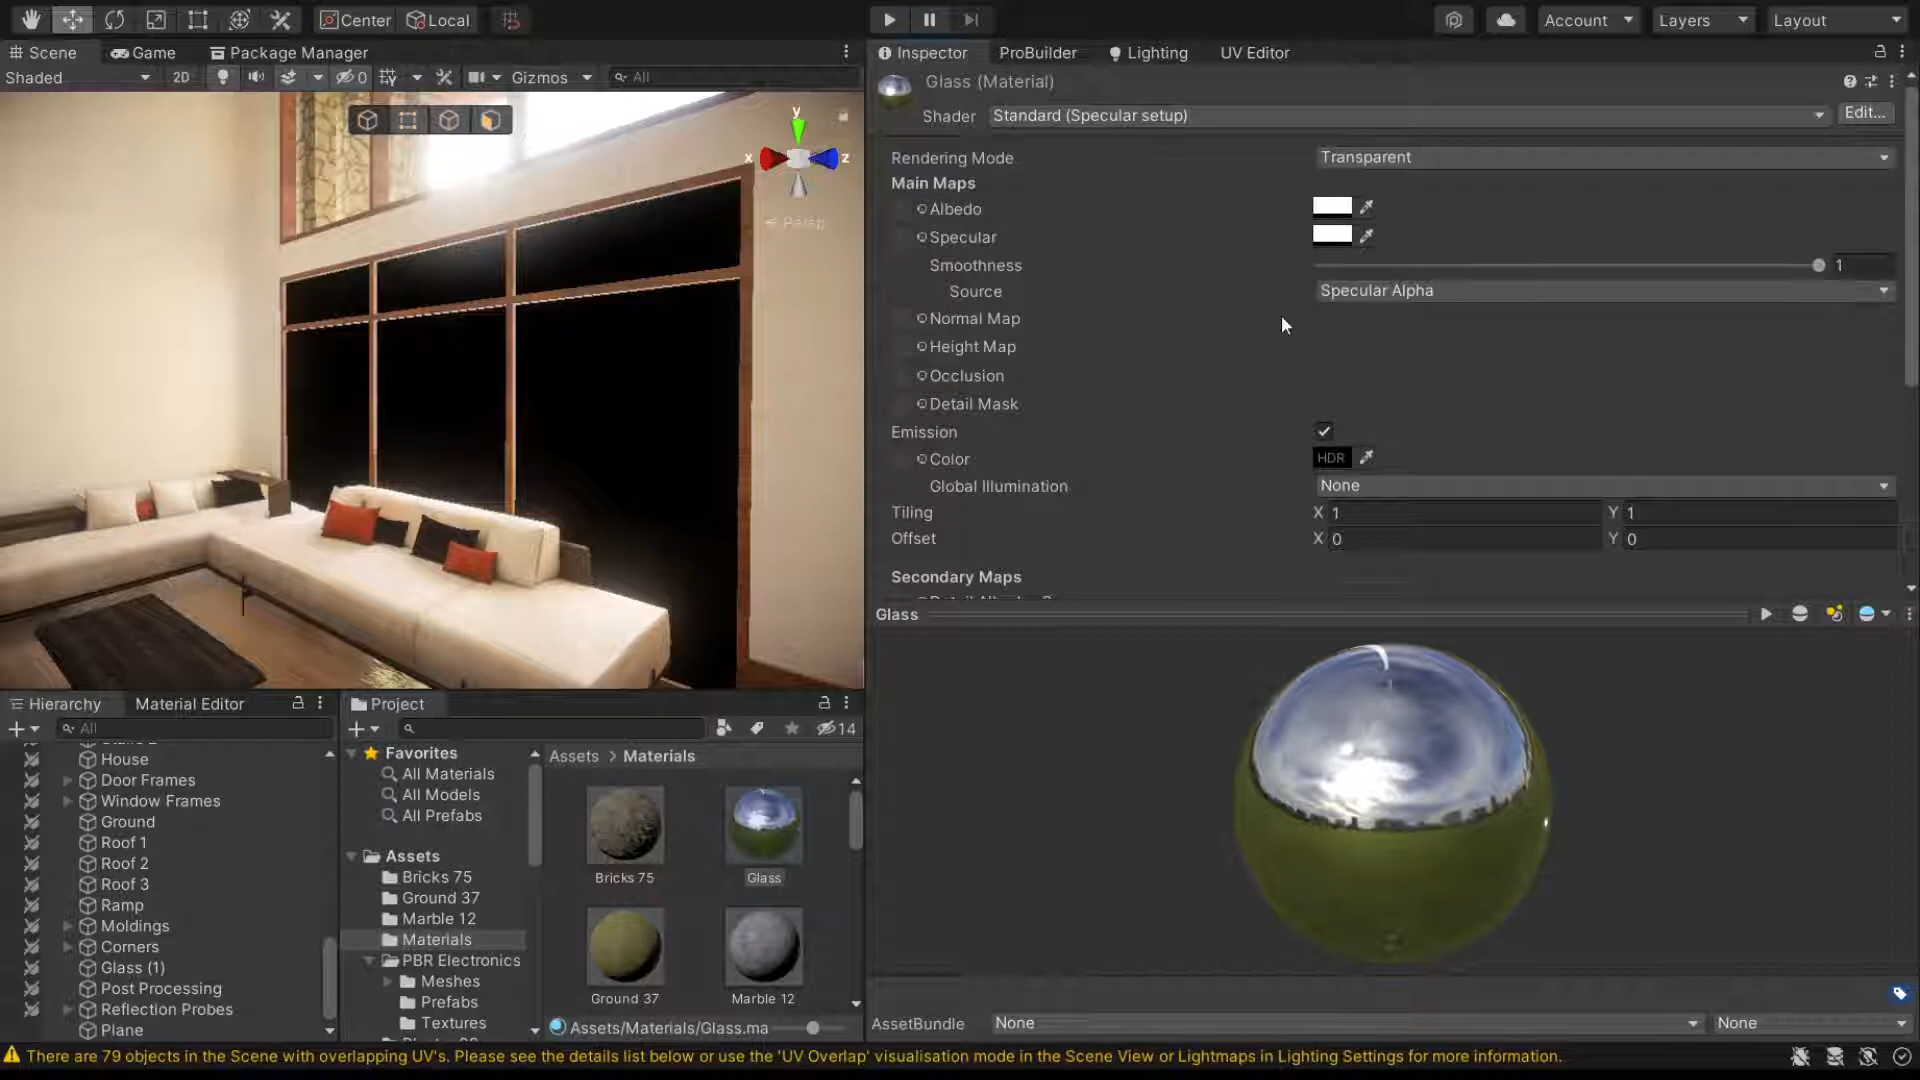 Center
Local
Account
Layers
Layout
Scene
Game
Package Manager
Inspector
ProBuilder
Lighting
UV Editor
Shaded
2D
0
Gizmos
All
y
x
z
Persp
Glass (Material)
Shader
Standard (Specular setup)
Edit...
Rendering Mode
Transparent
Main Maps
Albedo
Specular
Smoothness
1
Source
Specular Alpha
Normal Map
Height Map
Occlusion
Detail Mask
Emission
Color
HDR
Global Illumination
None
Tiling
X 1
Y 1
Offset
X 0
Y 0
Secondary Maps
Glass
Hierarchy
Material Editor
All
House
Door Frames
Window Frames
Ground
Roof 1
Roof 2
Roof 3
Ramp
Moldings
Corners
Glass (1)
Post Processing
Reflection Probes
Plane
Project
14
Favorites
All Materials
All Models
All Prefabs
Assets
Bricks 75
Ground 37
Marble 12
Materials
PBR Electronics
Meshes
Prefabs
Textures
Assets > Materials
Bricks 75
Glass
Ground 37
Marble 12
Assets/Materials/Glass.ma
AssetBundle
None
None
There are 79 objects in the Scene with overlapping UV's. Please see the details list below or use the 'UV Overlap' visualisation mode in the Scene View or Lightmaps in Lighting Settings for more information.